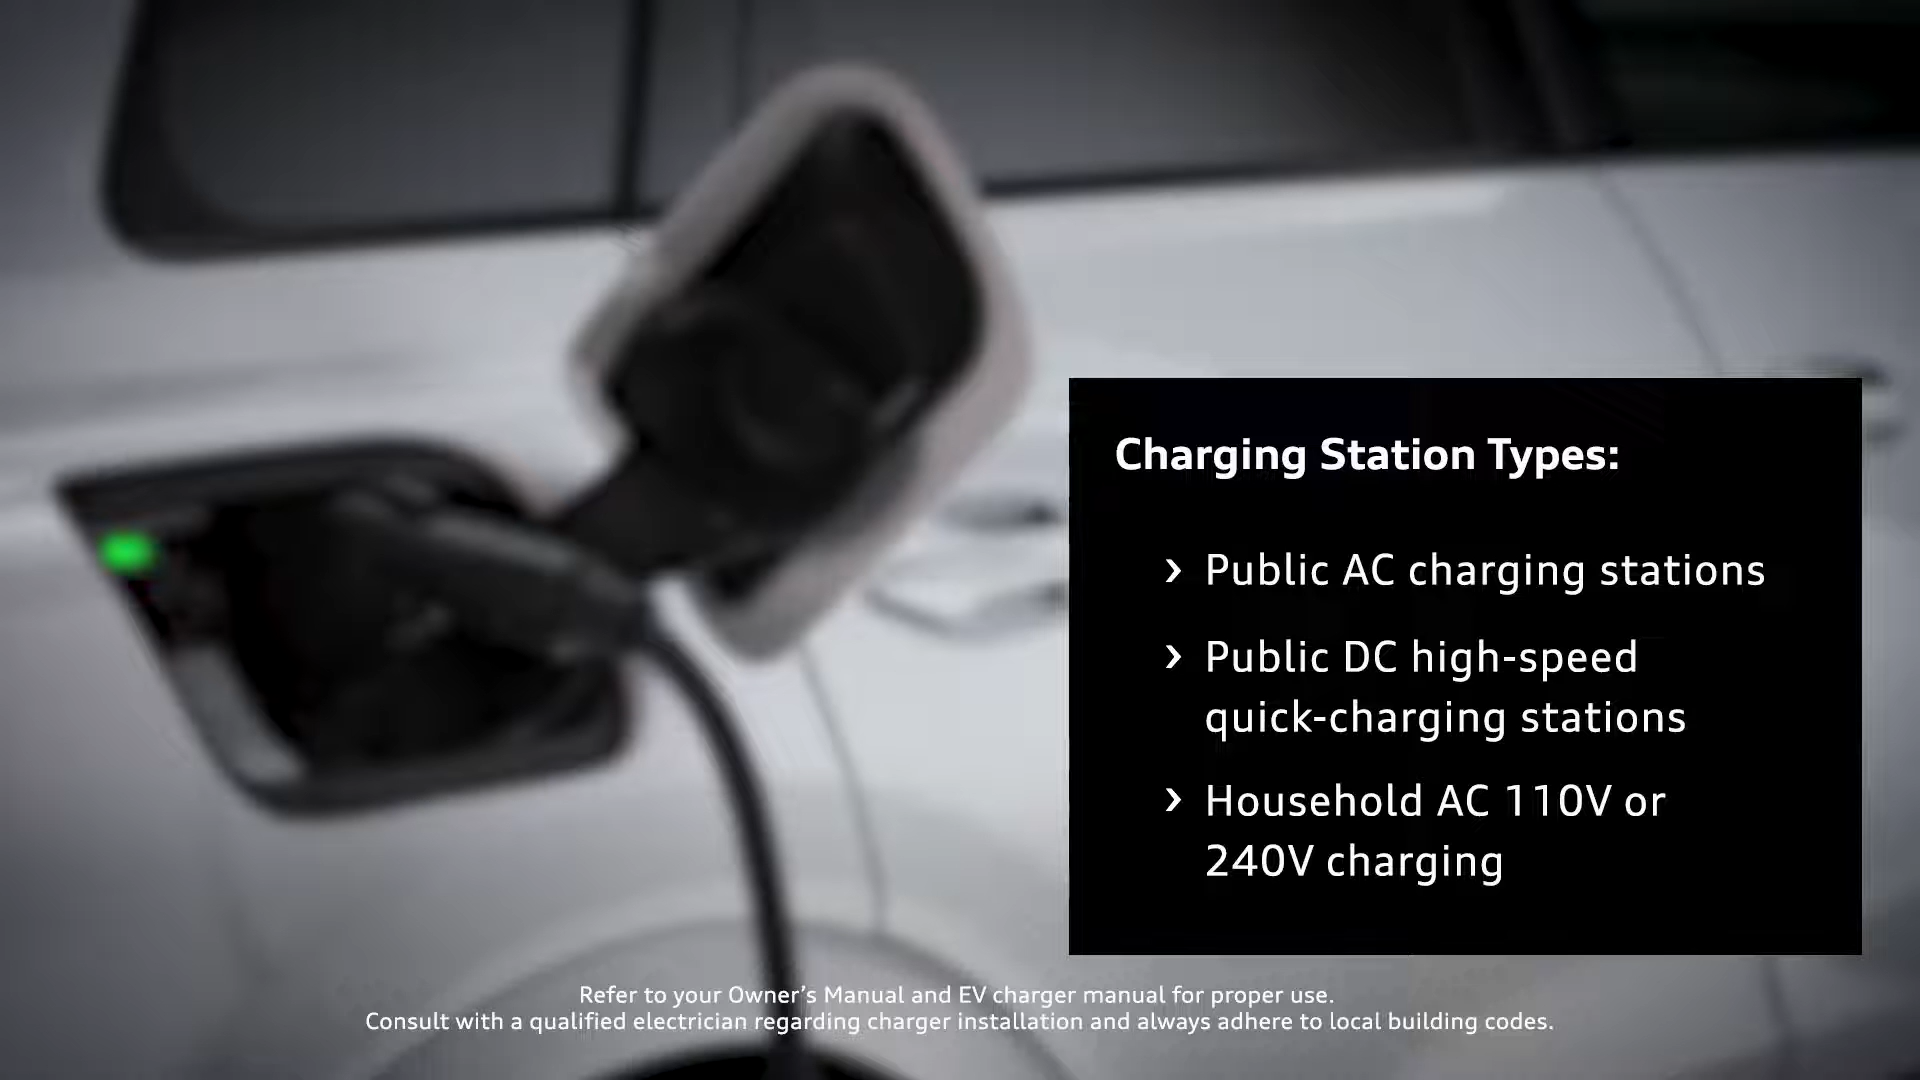 Charging Station Types:
› Public AC charging stations
› Public DC high-speed
quick-charging stations
› Household AC 110V or
240V charging
Refer to your Owner’s Manual and EV charger manual for proper use.
Consult with a qualified electrician regarding charger installation and always adhere to local building codes.